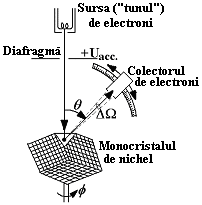 Sursa ("tunul")
de electroni
Diafragmă
+Uacc.
Colectorul
de electroni
θ
ΔΩ
Monocristalul
de nichel
ϕ